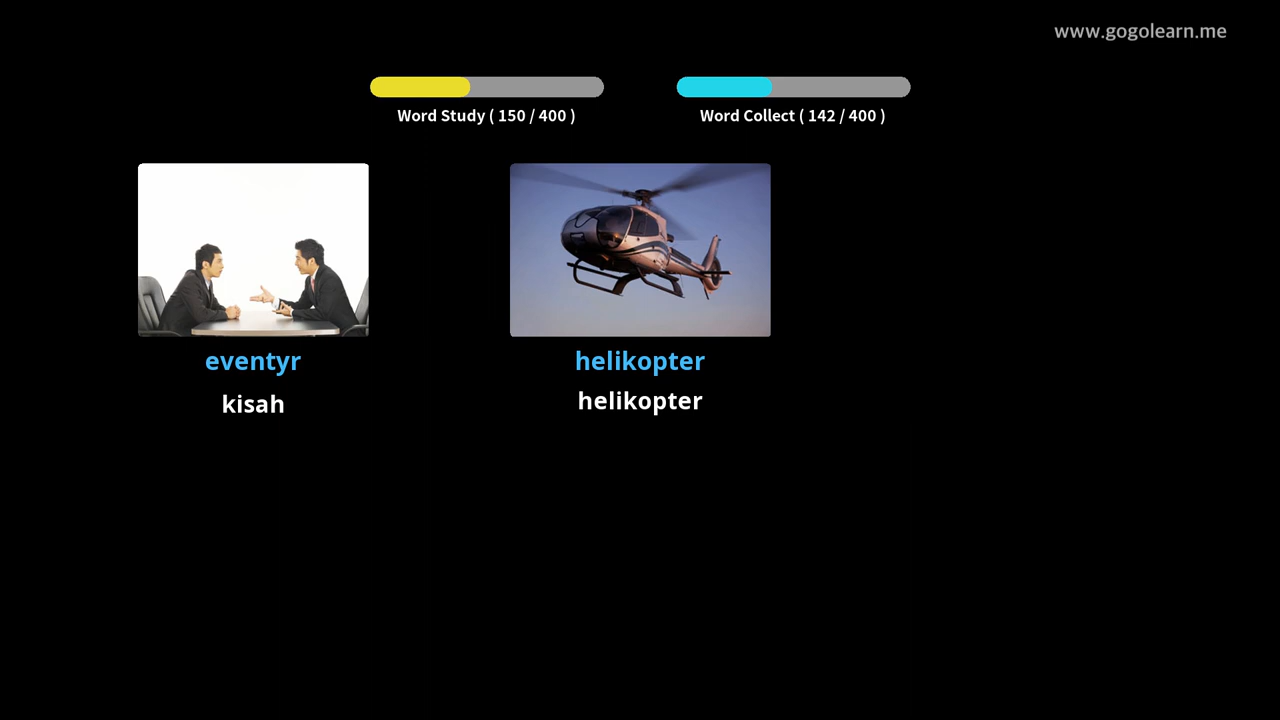 www.gogolearn.me
Word Study ( 150 / 400 )
Word Collect ( 142 / 400 )
eventyr
helikopter
kisah
helikopter